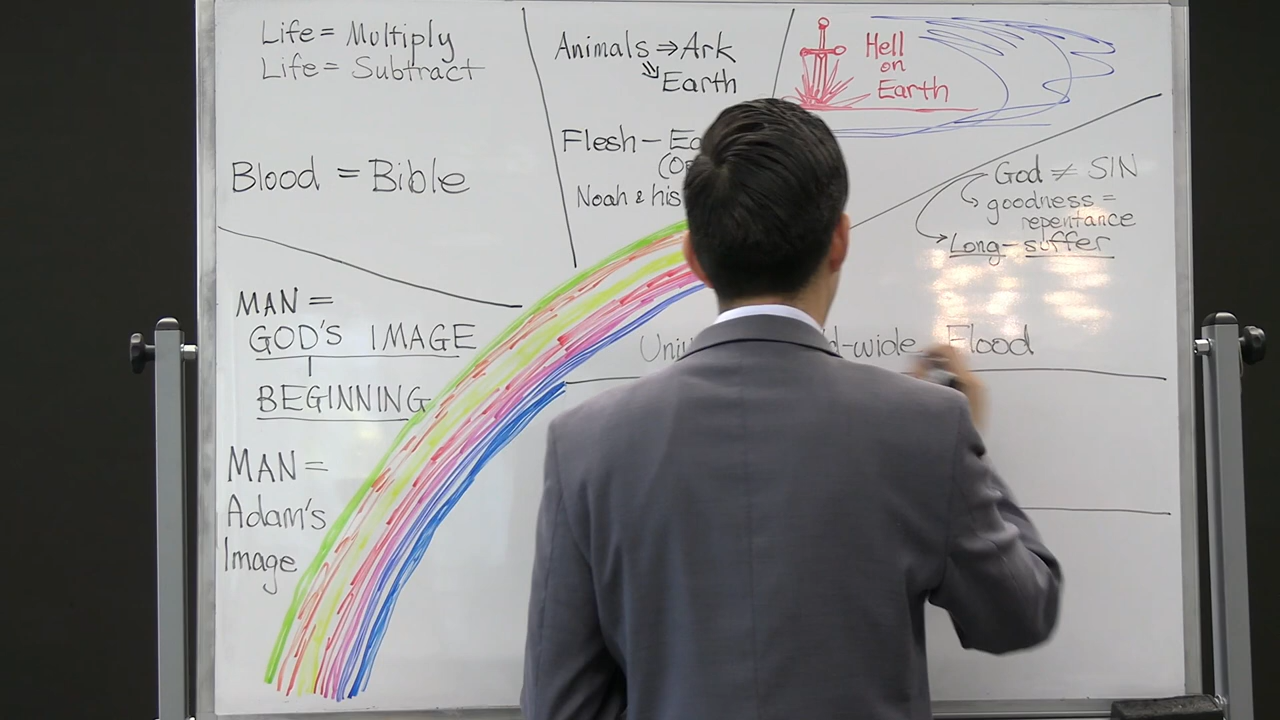 Life = Multiply
Life = Subtract
Blood = Bible
Animals ⇒ Ark
Earth
Flesh –
Noah & his
Hell
on
Earth
God ≠ SIN
goodness =
repentance
Long-suffer
MAN =
GOD'S IMAGE
BEGINNING
MAN =
Adam's
Image
Flood